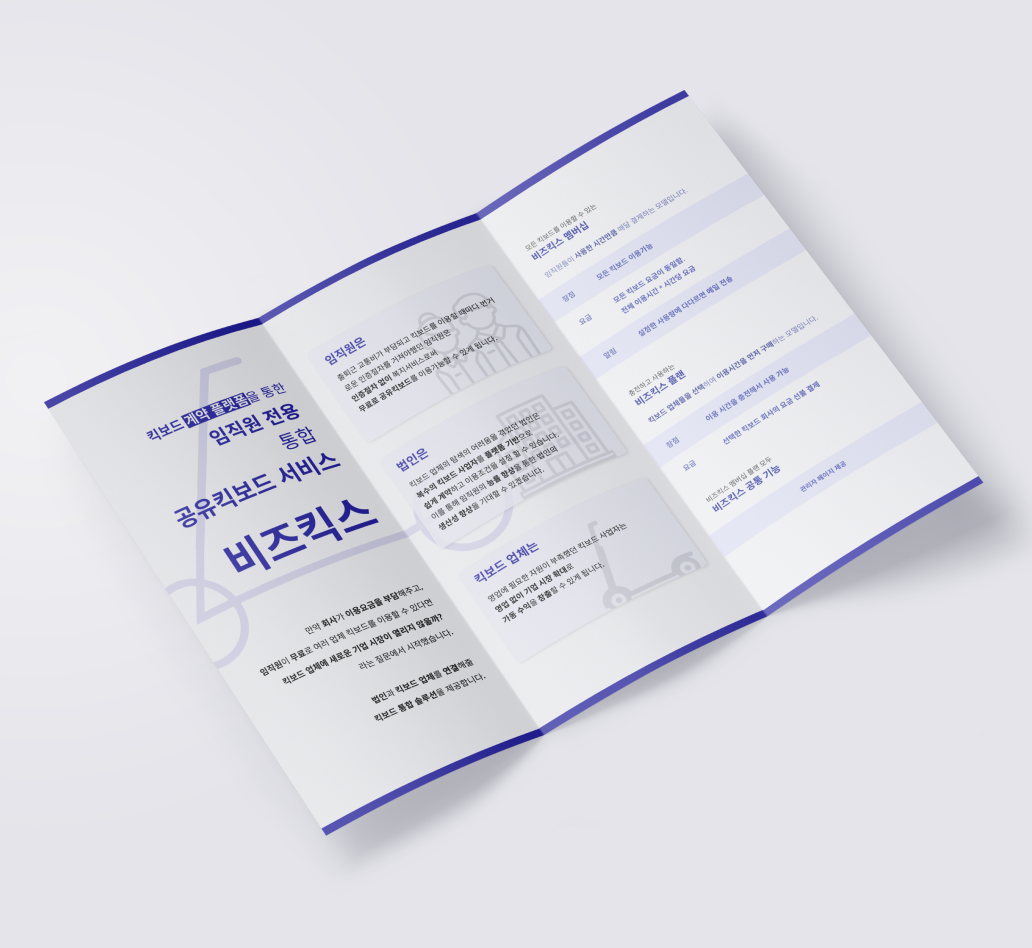 킥보드 계약 플랫폼을 통한
임직원 전용
통합
공유킥보드 서비스
비즈킥스
만약 회사가 이용요금을 부담해주고,
임직원이 무료로 여러 업체 킥보드를 이용할 수 있다면
킥보드 업체에 새로운 기업 시장이 열리지 않을까?
라는 질문에서 시작했습니다.
법인과 킥보드 업체를 연결해줄
킥보드 통합 솔루션을 제공합니다.
임직원은
출퇴근 교통비가 부담되고 킥보드를 이용할 때마다 번거
로운 인증절차를 거쳐야했던 임직원은
인증절차 없이 복지서비스로써
무료로 공유킥보드를 이용가능할 수 있게 됩니다.
법인은
킥보드 업체의 탐색의 어려움을 겪었던 법인은
복수의 킥보드 사업자를 플랫폼 기반으로
쉽게 계약하고 이용조건을 설정 할 수 있습니다.
이를 통해 임직원의 능률 향상을 통한 법인의
생산성 향상을 기대할 수 있겠습니다.
킥보드 업체는
영업에 필요한 자원이 부족했던 킥보드 사업자는
영업 없이 기업 시장 확대로
가동 수익을 창출할 수 있게 됩니다.
모든 킥보드를 이용할 수 있는
비즈킥스 멤버십
임직원들이 사용한 시간만큼 매달 결제하는 모델입니다.
장점 모든 킥보드 이용가능
요금 모든 킥보드 요금이 동일함.
전체 이용시간 * 시간당 요금
알림 설정한 사용량에 다다르면 메일 전송
충전하고 사용하는
비즈킥스 플랜
킥보드 업체들을 선택하여 이용시간을 먼저 구매하는 모델입니다.
장점 이용 시간을 충전해서 사용 가능
요금 선택한 킥보드 회사의 요금 선불 결제
비즈킥스 멤버십 플랜 모두
비즈킥스 공통 기능
관리자 페이지 제공